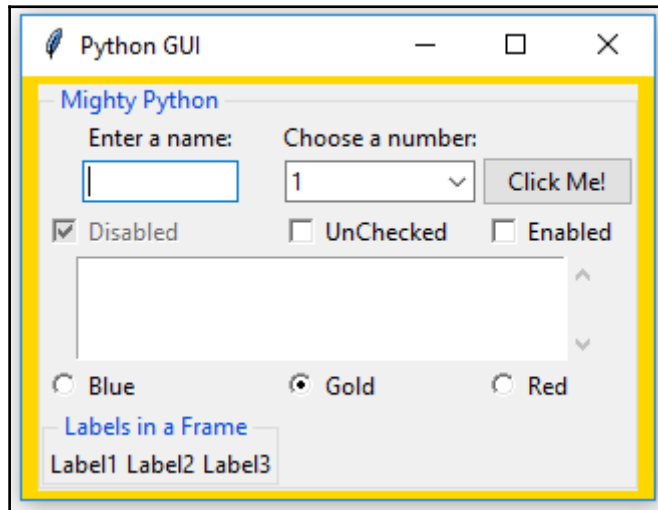 Python GUI
Mighty Python
Enter a name: Choose a number:
1 Click Me!
Disabled UnChecked Enabled
Blue Gold Red
Labels in a Frame
Label1 Label2 Label3